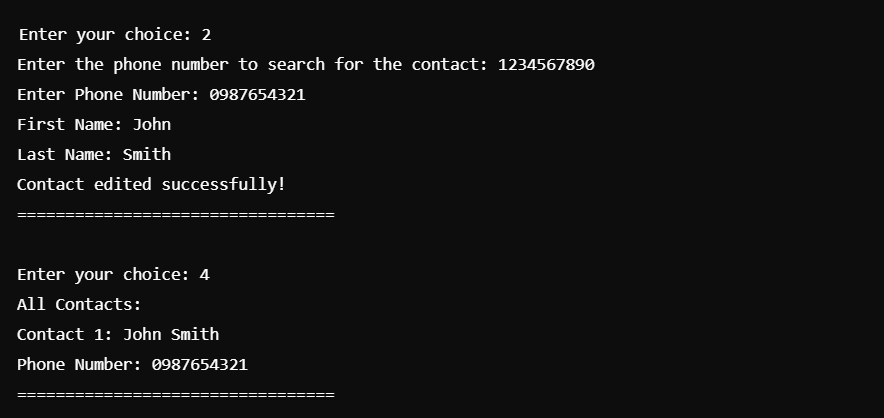 Enter your choice: 2
Enter the phone number to search for the contact: 1234567890
Enter Phone Number: 0987654321
First Name: John
Last Name: Smith
Contact edited successfully!
=================================
Enter your choice: 4
All Contacts:
Contact 1: John Smith
Phone Number: 0987654321
=================================